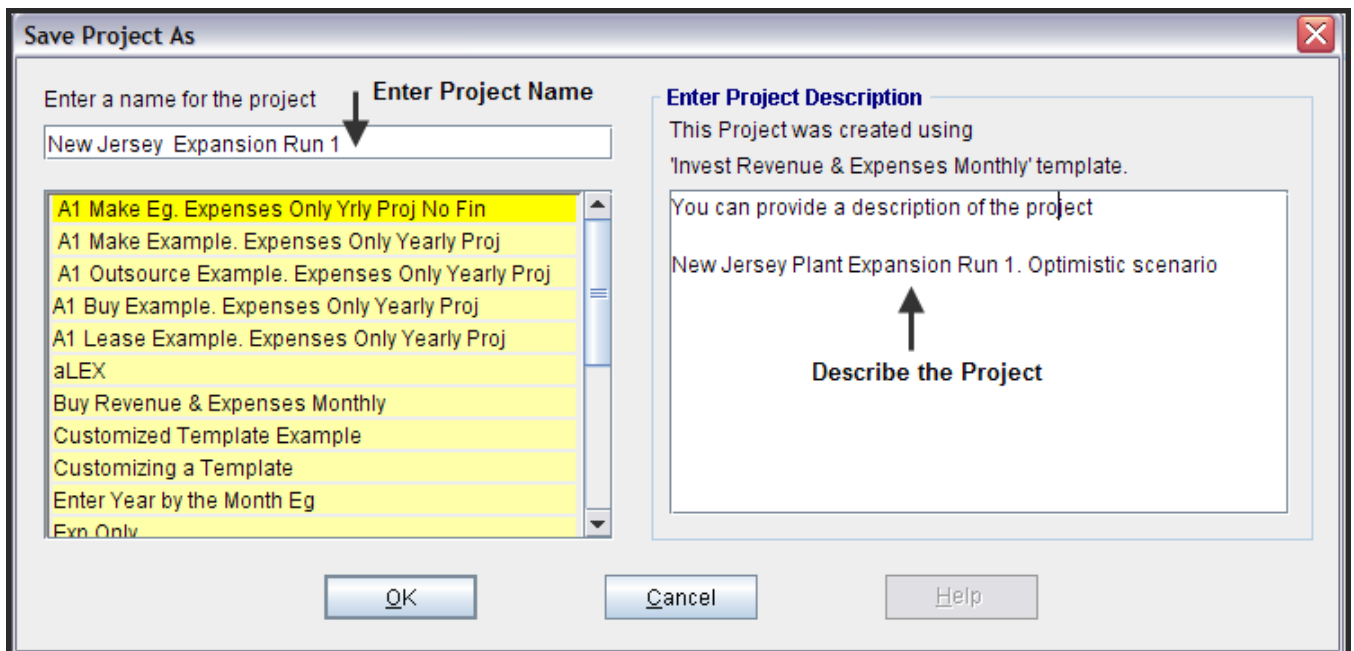 Save Project As
Enter a name for the project
Enter Project Name
New Jersey  Expansion Run 1
A1 Make Eg. Expenses Only Yrly Proj No Fin
A1 Make Example. Expenses Only Yearly Proj
A1 Outsource Example. Expenses Only Yearly Proj
A1 Buy Example. Expenses Only Yearly Proj
A1 Lease Example. Expenses Only Yearly Proj
aLEX
Buy Revenue & Expenses Monthly
Customized Template Example
Customizing a Template
Enter Year by the Month Eg
Exp Only
Enter Project Description
This Project was created using
'Invest Revenue & Expenses Monthly' template.
You can provide a description of the project
New Jersey Plant Expansion Run 1. Optimistic scenario
Describe the Project
OK
Cancel
Help